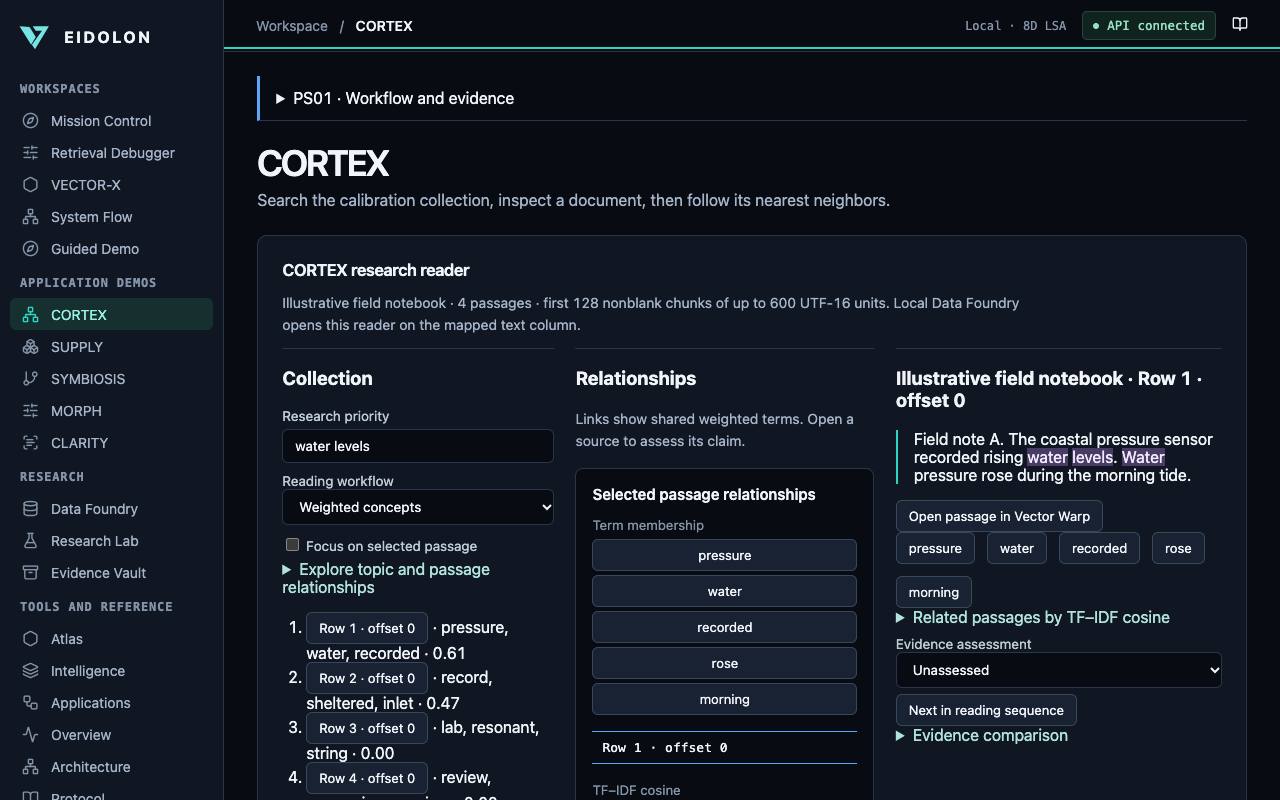 EIDOLON
WORKSPACES
Mission Control
Retrieval Debugger
VECTOR-X
System Flow
Guided Demo
APPLICATION DEMOS
CORTEX
SUPPLY
SYMBIOSIS
MORPH
CLARITY
RESEARCH
Data Foundry
Research Lab
Evidence Vault
TOOLS AND REFERENCE
Atlas
Intelligence
Applications
Overview
Architecture
Protocol
Workspace / CORTEX
Local · 8D LSA
API connected
PS01 · Workflow and evidence
CORTEX
Search the calibration collection, inspect a document, then follow its nearest neighbors.
CORTEX research reader
Illustrative field notebook · 4 passages · first 128 nonblank chunks of up to 600 UTF-16 units. Local Data Foundry
opens this reader on the mapped text column.
Collection
Research priority
water levels
Reading workflow
Weighted concepts
Focus on selected passage
Explore topic and passage
relationships
1. Row 1 · offset 0 · pressure,
water, recorded · 0.61
2. Row 2 · offset 0 · record,
sheltered, inlet · 0.47
3. Row 3 · offset 0 · lab, resonant,
string · 0.00
4. Row 4 · offset 0 · review,
Relationships
Links show shared weighted terms. Open a
source to assess its claim.
Selected passage relationships
Term membership
pressure
water
recorded
rose
morning
Row 1 · offset 0
TF–IDF cosine
Illustrative field notebook · Row 1 ·
offset 0
Field note A. The coastal pressure sensor
recorded rising water levels. Water
pressure rose during the morning tide.
Open passage in Vector Warp
pressure water recorded rose
morning
Related passages by TF–IDF cosine
Evidence assessment
Unassessed
Next in reading sequence
Evidence comparison